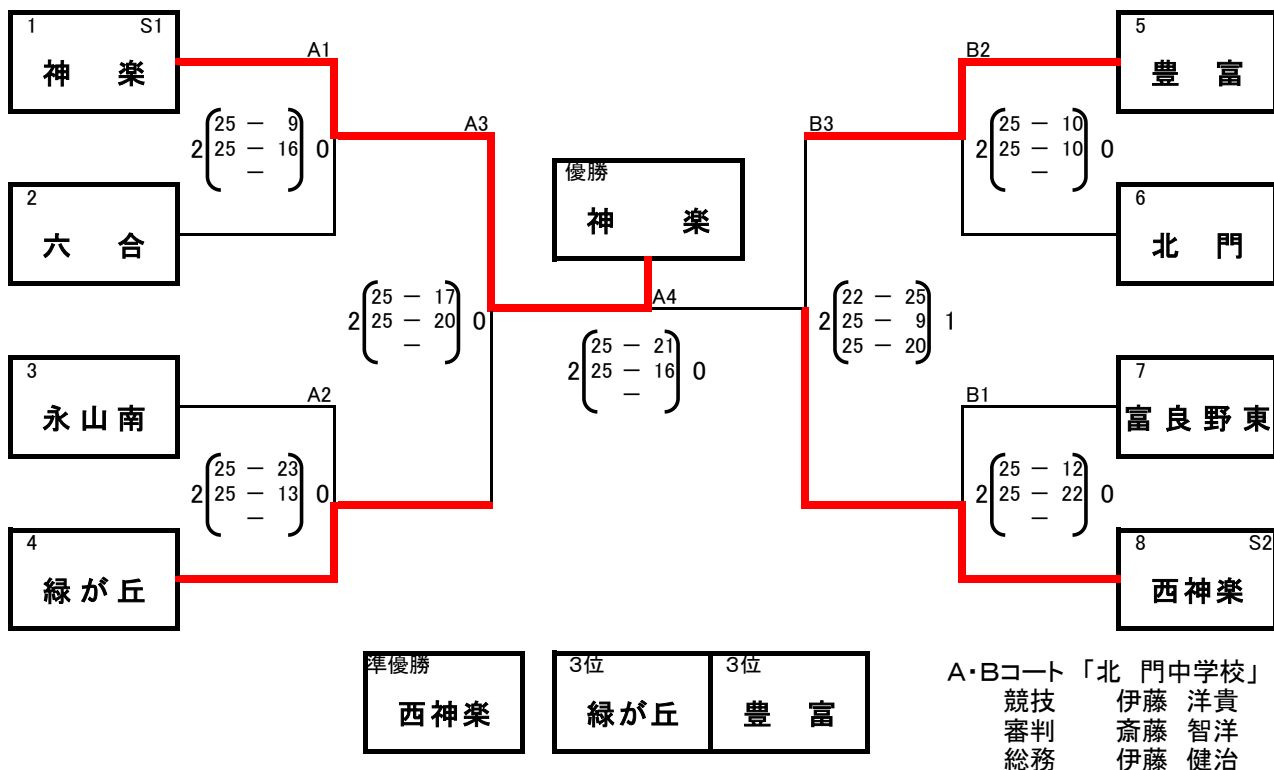 1 S1
神 楽
A1
2 25 － 9 0
25 － 16
－
2
六 合
A3
3
永山南
A2
2 25 － 23 0
25 － 13
－
4
緑が丘
2 25 － 17 0
25 － 20
－
優勝
神 楽
A4
2 25 － 21 0
25 － 16
－
B3
2 22 － 25 1
25 － 9
25 － 20
B2
5
豊 富
2 25 － 10 0
25 － 10
－
6
北 門
B1
7
富良野東
2 25 － 12 0
25 － 22
－
8 S2
西神楽
準優勝
西神楽
3位
緑が丘
3位
豊 富
A・Bコート 「北 門中学校」
競技 伊藤 洋貴
審判 斎藤 智洋
総務 伊藤 健治